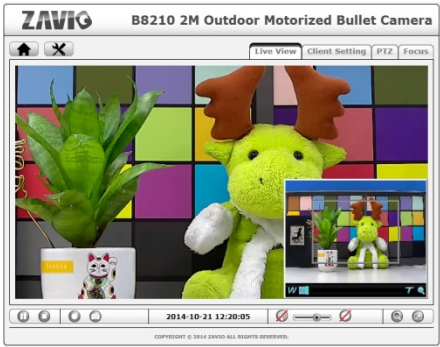 ZAVIO
B8210 2M Outdoor Motorized Bullet Camera
Live View
Client Setting
PTZ
Focus
W
T
2014-10-21 12:20:05
COPYRIGHT © 2014 ZAVIO ALL RIGHTS RESERVED.